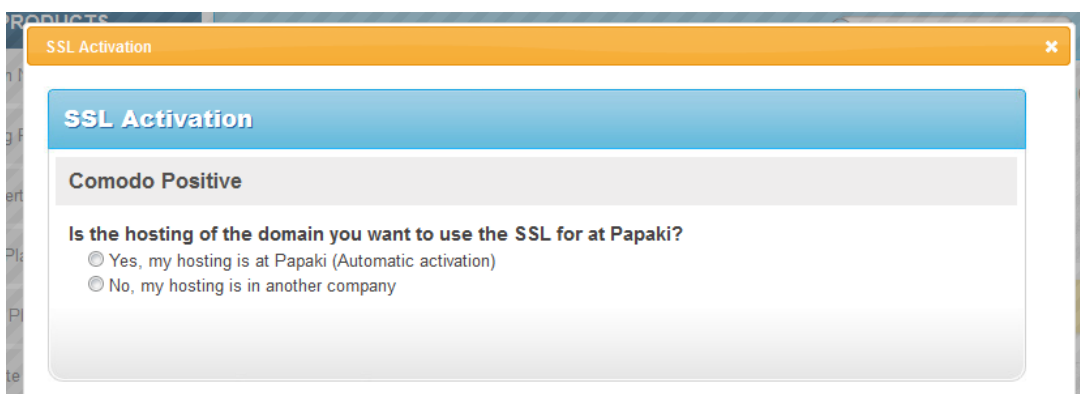 PRODUCTS
SSL Activation
SSL Activation
Comodo Positive
Is the hosting of the domain you want to use the SSL for at Papaki?
Yes, my hosting is at Papaki (Automatic activation)
No, my hosting is in another company